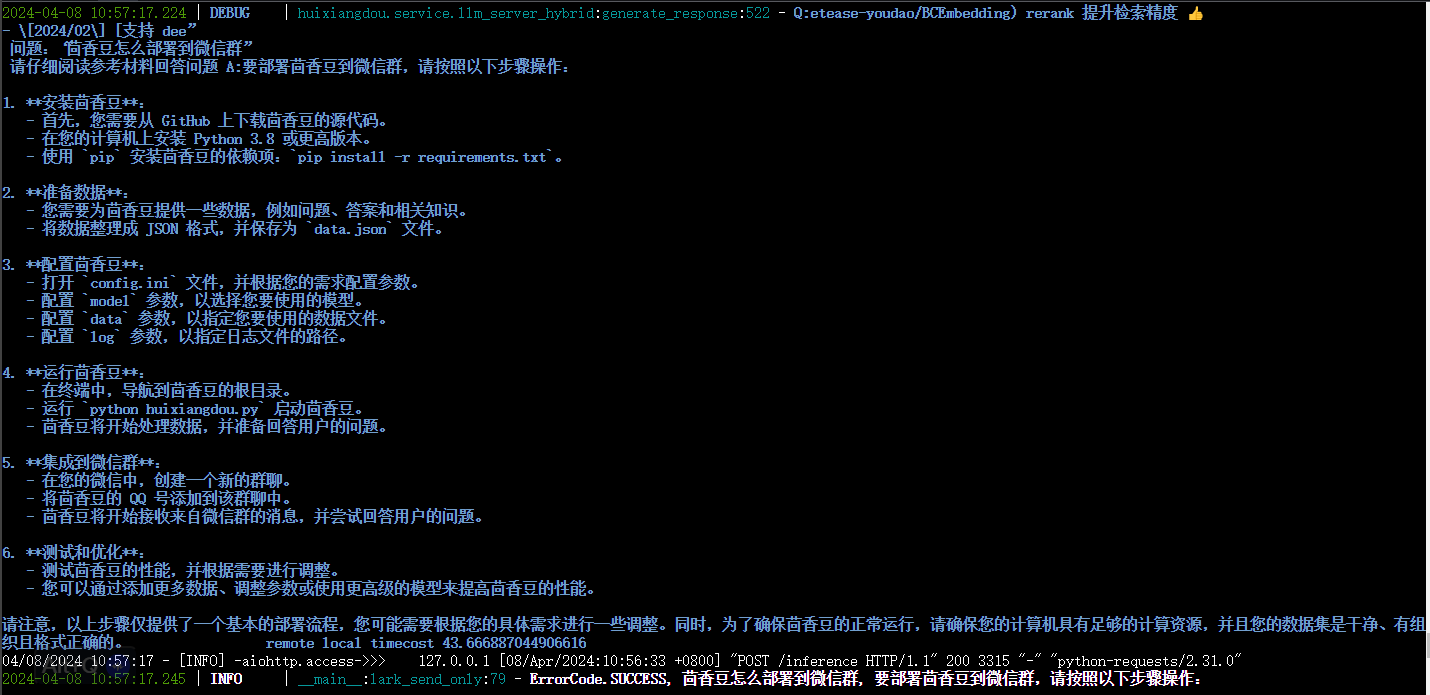 2024-04-08 10:57:17.224 | DEBUG    | huixiangdou.service.llm_server_hybrid:generate_response:522 - Q:etease-youdao/BCEmbedding) rerank 提升检索精度 👍
- \[2024/02\] [支持 dee”
问题：“茴香豆怎么部署到微信群”
请仔细阅读参考材料回答问题 A:要部署茴香豆到微信群，请按照以下步骤操作：
1. **安装茴香豆**：
- 首先，您需要从 GitHub 上下载茴香豆的源代码。
- 在您的计算机上安装 Python 3.8 或更高版本。
- 使用 `pip` 安装茴香豆的依赖项：`pip install -r requirements.txt`。
2. **准备数据**：
- 您需要为茴香豆提供一些数据，例如问题、答案和相关知识。
- 将数据整理成 JSON 格式，并保存为 `data.json` 文件。
3. **配置茴香豆**：
- 打开 `config.ini` 文件，并根据您的需求配置参数。
- 配置 `model` 参数，以选择您要使用的模型。
- 配置 `data` 参数，以指定您要使用的数据文件。
- 配置 `log` 参数，以指定日志文件的路径。
4. **运行茴香豆**：
- 在终端中，导航到茴香豆的根目录。
- 运行 `python huixiangdou.py` 启动茴香豆。
- 茴香豆将开始处理数据，并准备回答用户的问题。
5. **集成到微信群**：
- 在您的微信中，创建一个新的群聊。
- 将茴香豆的 QQ 号添加到该群聊中。
- 茴香豆将开始接收来自微信群的消息，并尝试回答用户的问题。
6. **测试和优化**：
- 测试茴香豆的性能，并根据需要进行调整。
- 您可以通过添加更多数据、调整参数或使用更高级的模型来提高茴香豆的性能。
请注意，以上步骤仅提供了一个基本的部署流程，您可能需要根据您的具体需求进行一些调整。同时，为了确保茴香豆的正常运行，请确保您的计算机具有足够的计算资源，并且您的数据集是干净、有组
织且格式正确的。 remote local timecost 43.666887044906616
04/08/2024 10:57:17 - [INFO] -aiohttp.access->>> 127.0.0.1 [08/Apr/2024:10:56:33 +0800] "POST /inference HTTP/1.1" 200 3315 "-" "python-requests/2.31.0"
2024-04-08 10:57:17.245 | INFO     | __main__:lark_send_only:79 - ErrorCode.SUCCESS, 茴香豆怎么部署到微信群, 要部署茴香豆到微信群，请按照以下步骤操作：